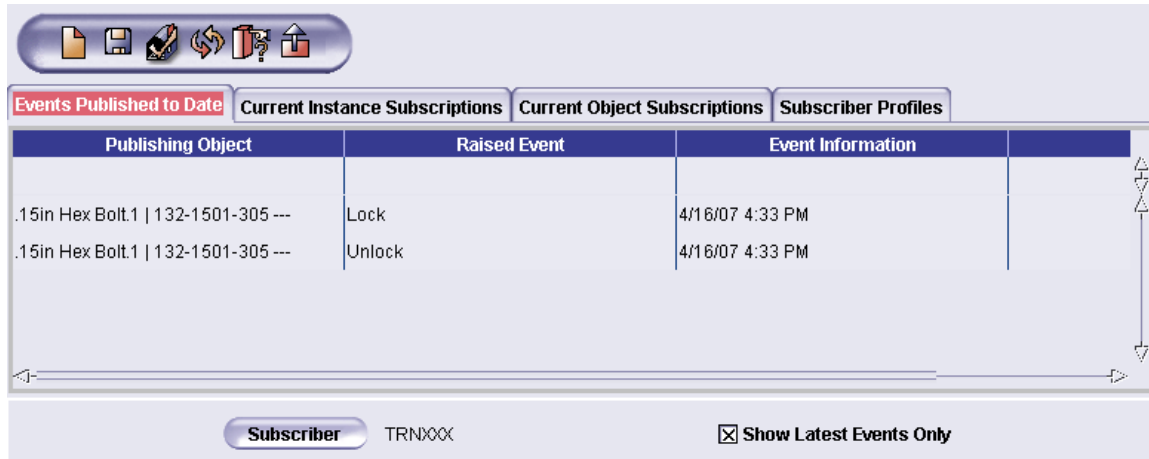 Events Published to Date Current Instance Subscriptions Current Object Subscriptions Subscriber Profiles
Publishing Object Raised Event Event Information
.15in Hex Bolt.1 | 132-1501-305 --- Lock 4/16/07 4:33 PM
.15in Hex Bolt.1 | 132-1501-305 --- Unlock 4/16/07 4:33 PM
Subscriber TRNXXX Show Latest Events Only